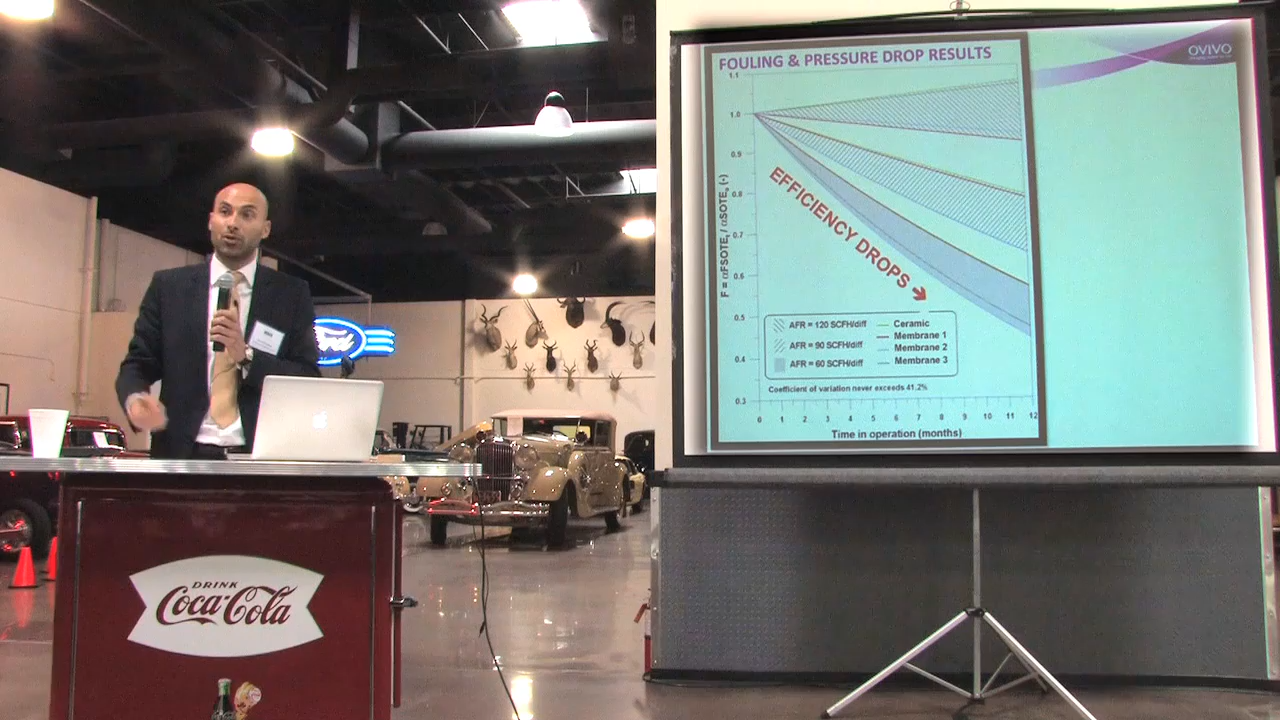 FOULING & PRESSURE DROP RESULTS
OVIVO
1.1
1.0
0.9
0.8
0.7
0.6
0.5
0.4
0.3
F = αFSOTE, / αSOTE, (-)
EFFICIENCY DROPS
AFR = 120 SCFH/diff
AFR = 90 SCFH/diff
AFR = 60 SCFH/diff
Ceramic
Membrane 1
Membrane 2
Membrane 3
Coefficient of variation never exceeds 41.2%
0 1 2 3 4 5 6 7 8 9 10 11 12
Time in operation (months)
Ford
DRINK
Coca-Cola